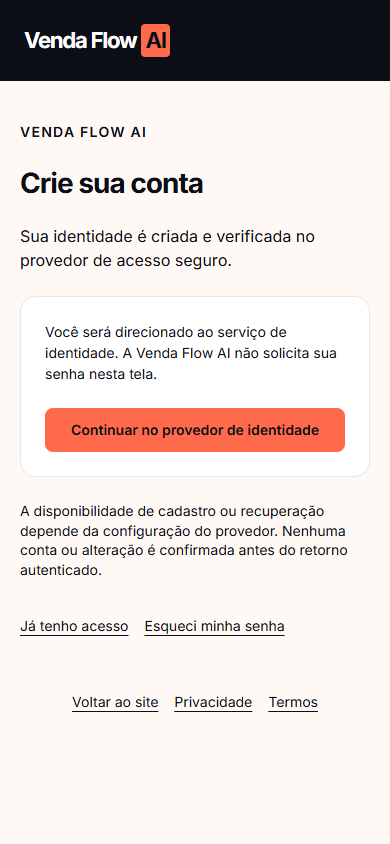 Venda Flow AI
VENDA FLOW AI
Crie sua conta
Sua identidade é criada e verificada no
provedor de acesso seguro.
Você será direcionado ao serviço de
identidade. A Venda Flow AI não solicita sua
senha nesta tela.
Continuar no provedor de identidade
A disponibilidade de cadastro ou recuperação
depende da configuração do provedor. Nenhuma
conta ou alteração é confirmada antes do retorno
autenticado.
Já tenho acesso Esqueci minha senha
Voltar ao site Privacidade Termos